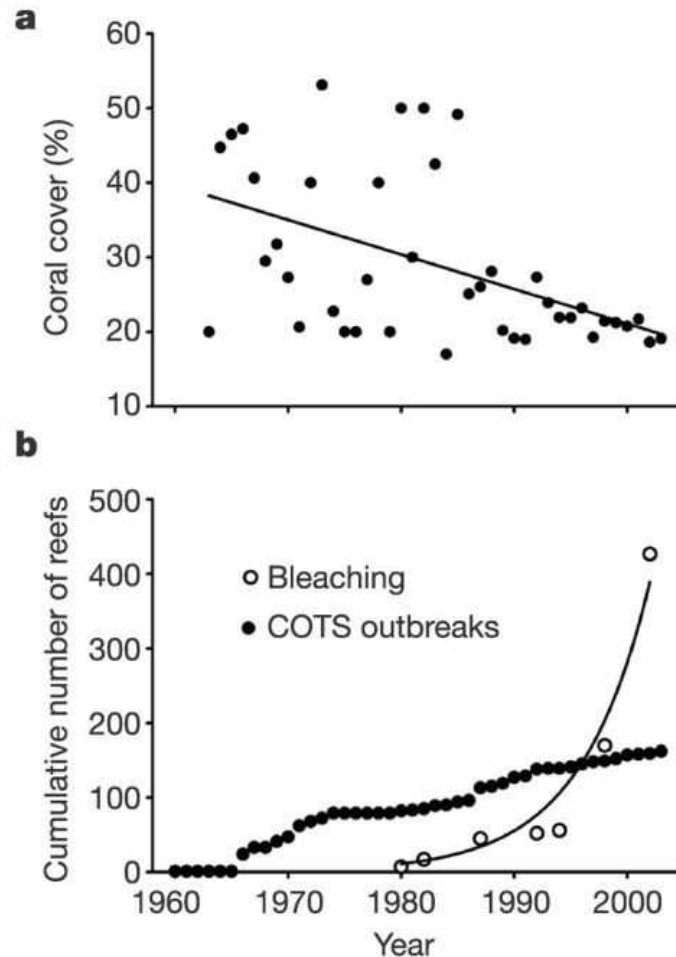 a
60
50
40
30
20
10
Coral cover (%)
b
500
400
300
200
100
0
Cumulative number of reefs
Bleaching
COTS outbreaks
1960 1970 1980 1990 2000
Year